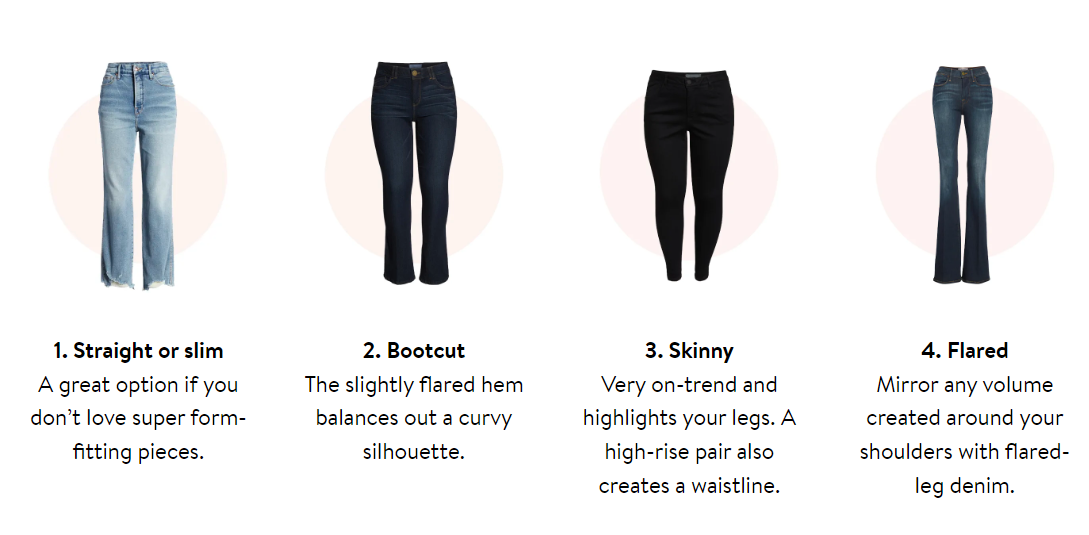 1. Straight or slim
A great option if you
don’t love super form-
fitting pieces.
2. Bootcut
The slightly flared hem
balances out a curvy
silhouette.
3. Skinny
Very on-trend and
highlights your legs. A
high-rise pair also
creates a waistline.
4. Flared
Mirror any volume
created around your
shoulders with flared-
leg denim.